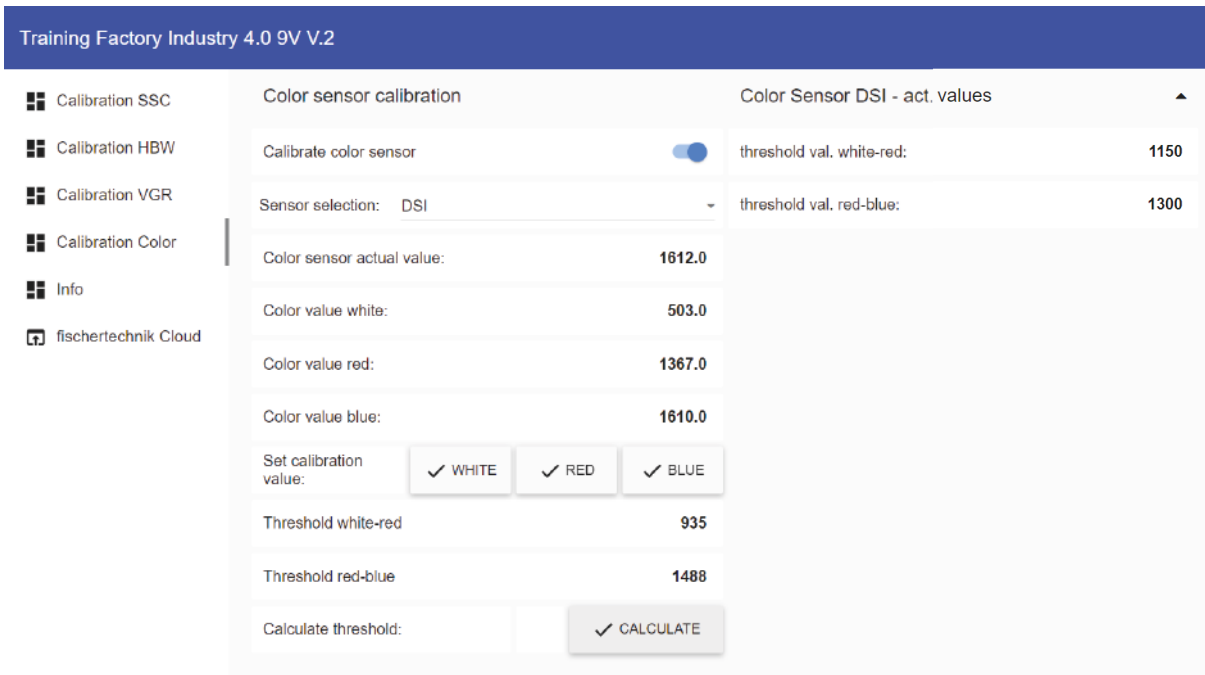 Training Factory Industry 4.0 9V V.2
Calibration SSC
Calibration HBW
Calibration VGR
Calibration Color
Info
fischertechnik Cloud
Color sensor calibration
Calibrate color sensor
Sensor selection: DSI
Color sensor actual value: 1612.0
Color value white: 503.0
Color value red: 1367.0
Color value blue: 1610.0
Set calibration
value:
WHITE RED BLUE
Threshold white-red 935
Threshold red-blue 1488
Calculate threshold: CALCULATE
Color Sensor DSI - act. values
threshold val. white-red: 1150
threshold val. red-blue: 1300